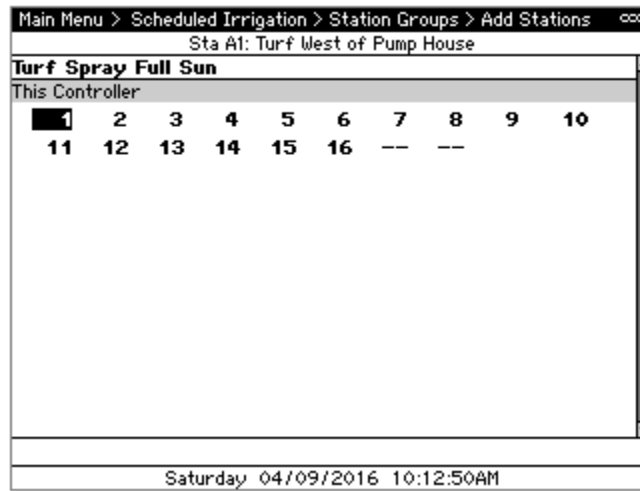 Main Menu > Scheduled Irrigation > Station Groups > Add Stations
Sta A1: Turf West of Pump House
Turf Spray Full Sun
This Controller
1 2 3 4 5 6 7 8 9 10
11 12 13 14 15 16 -- --
Saturday 04/09/2016 10:12:50AM